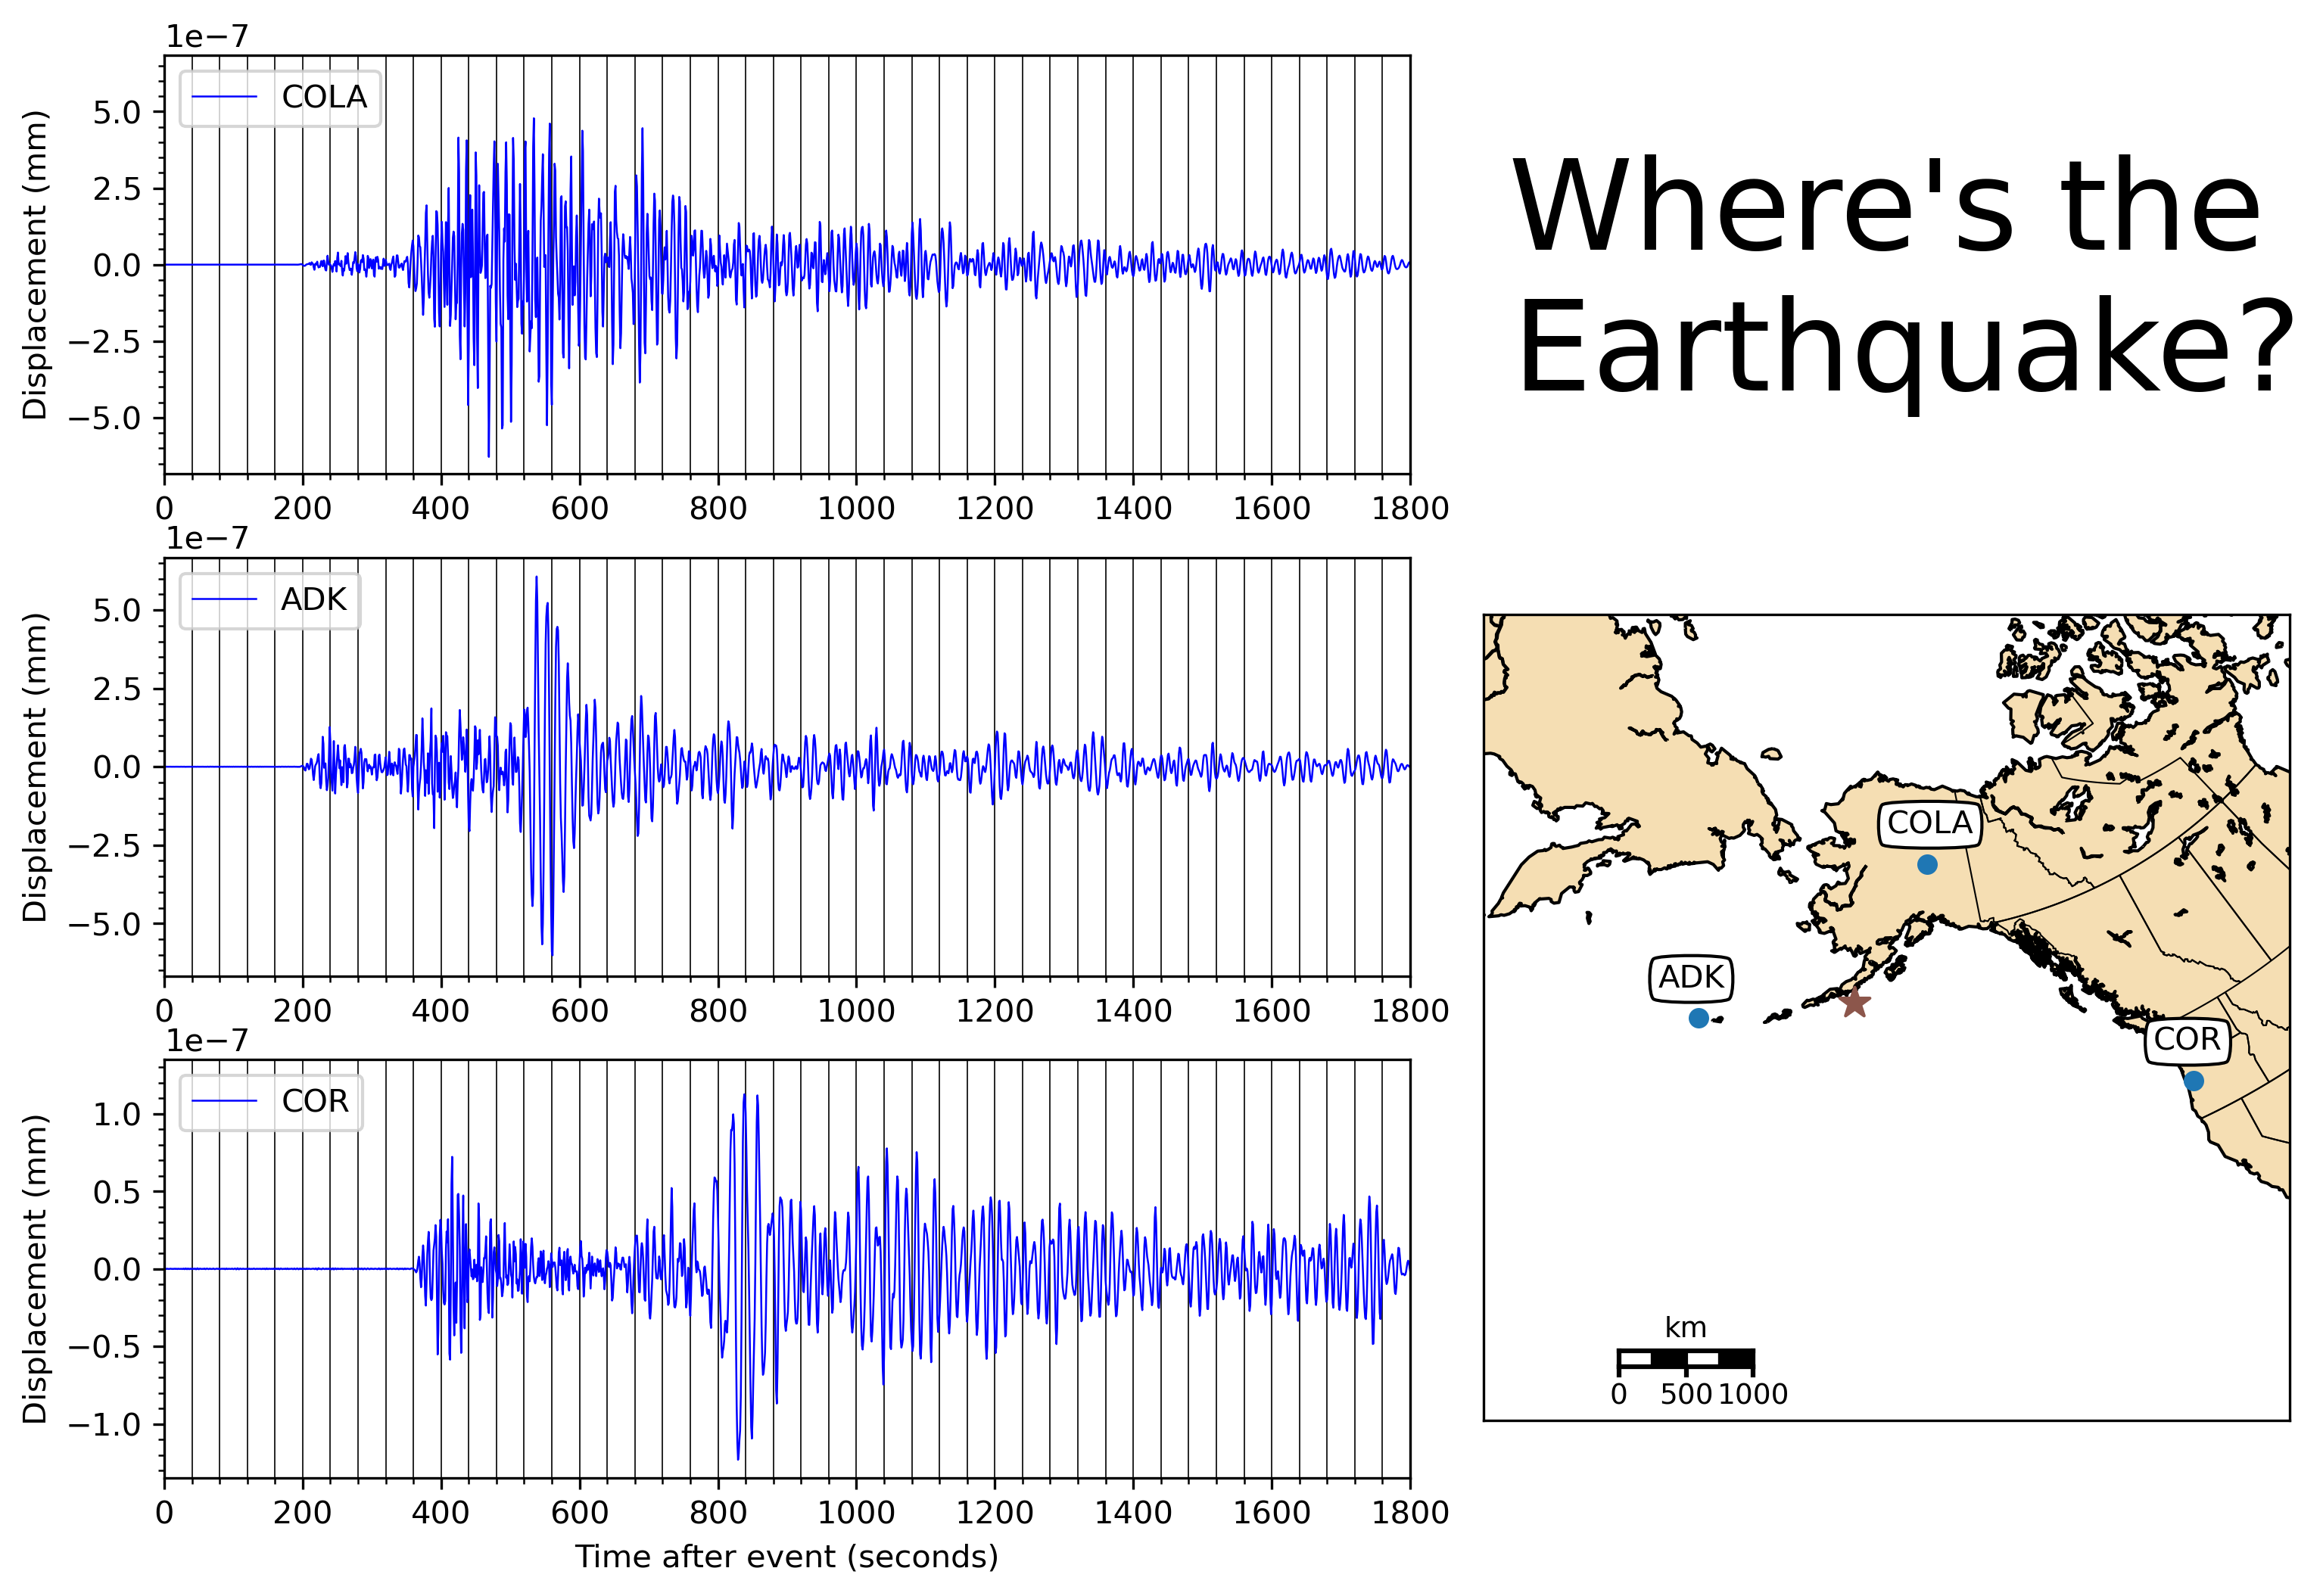 1e−7
COLA
Displacement (mm)
5.0
2.5
0.0
−2.5
−5.0
0 200 400 600 800 1000 1200 1400 1600 1800
1e−7
ADK
Displacement (mm)
5.0
2.5
0.0
−2.5
−5.0
0 200 400 600 800 1000 1200 1400 1600 1800
1e−7
COR
Displacement (mm)
1.0
0.5
0.0
−0.5
−1.0
0 200 400 600 800 1000 1200 1400 1600 1800
Time after event (seconds)
Where's the
Earthquake?
COLA
ADK
COR
km
0 500 1000